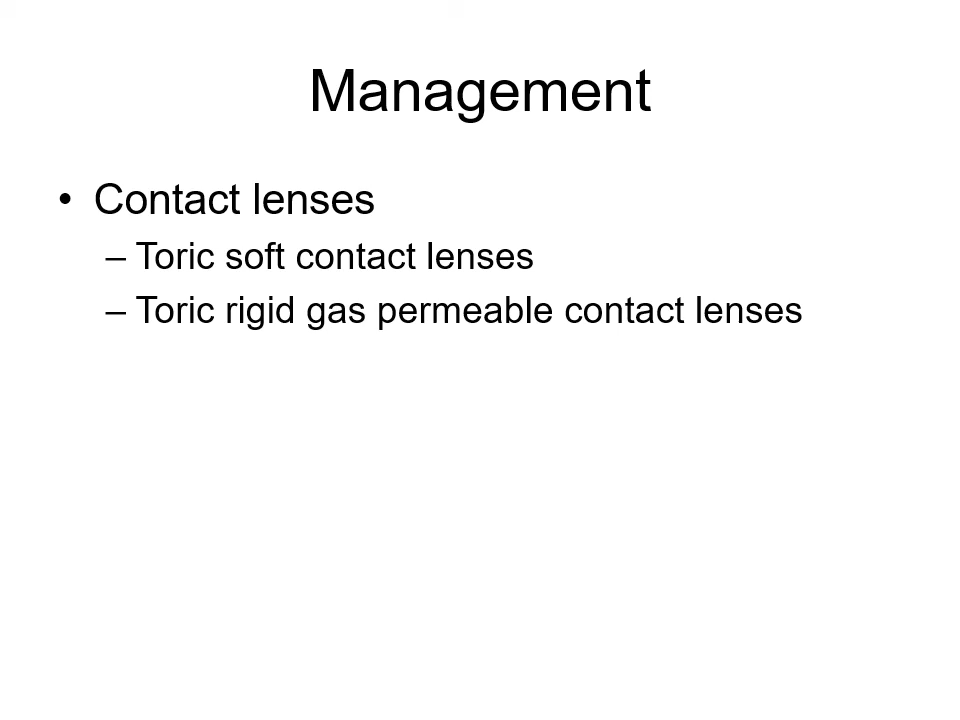 Management
• Contact lenses
– Toric soft contact lenses
– Toric rigid gas permeable contact lenses